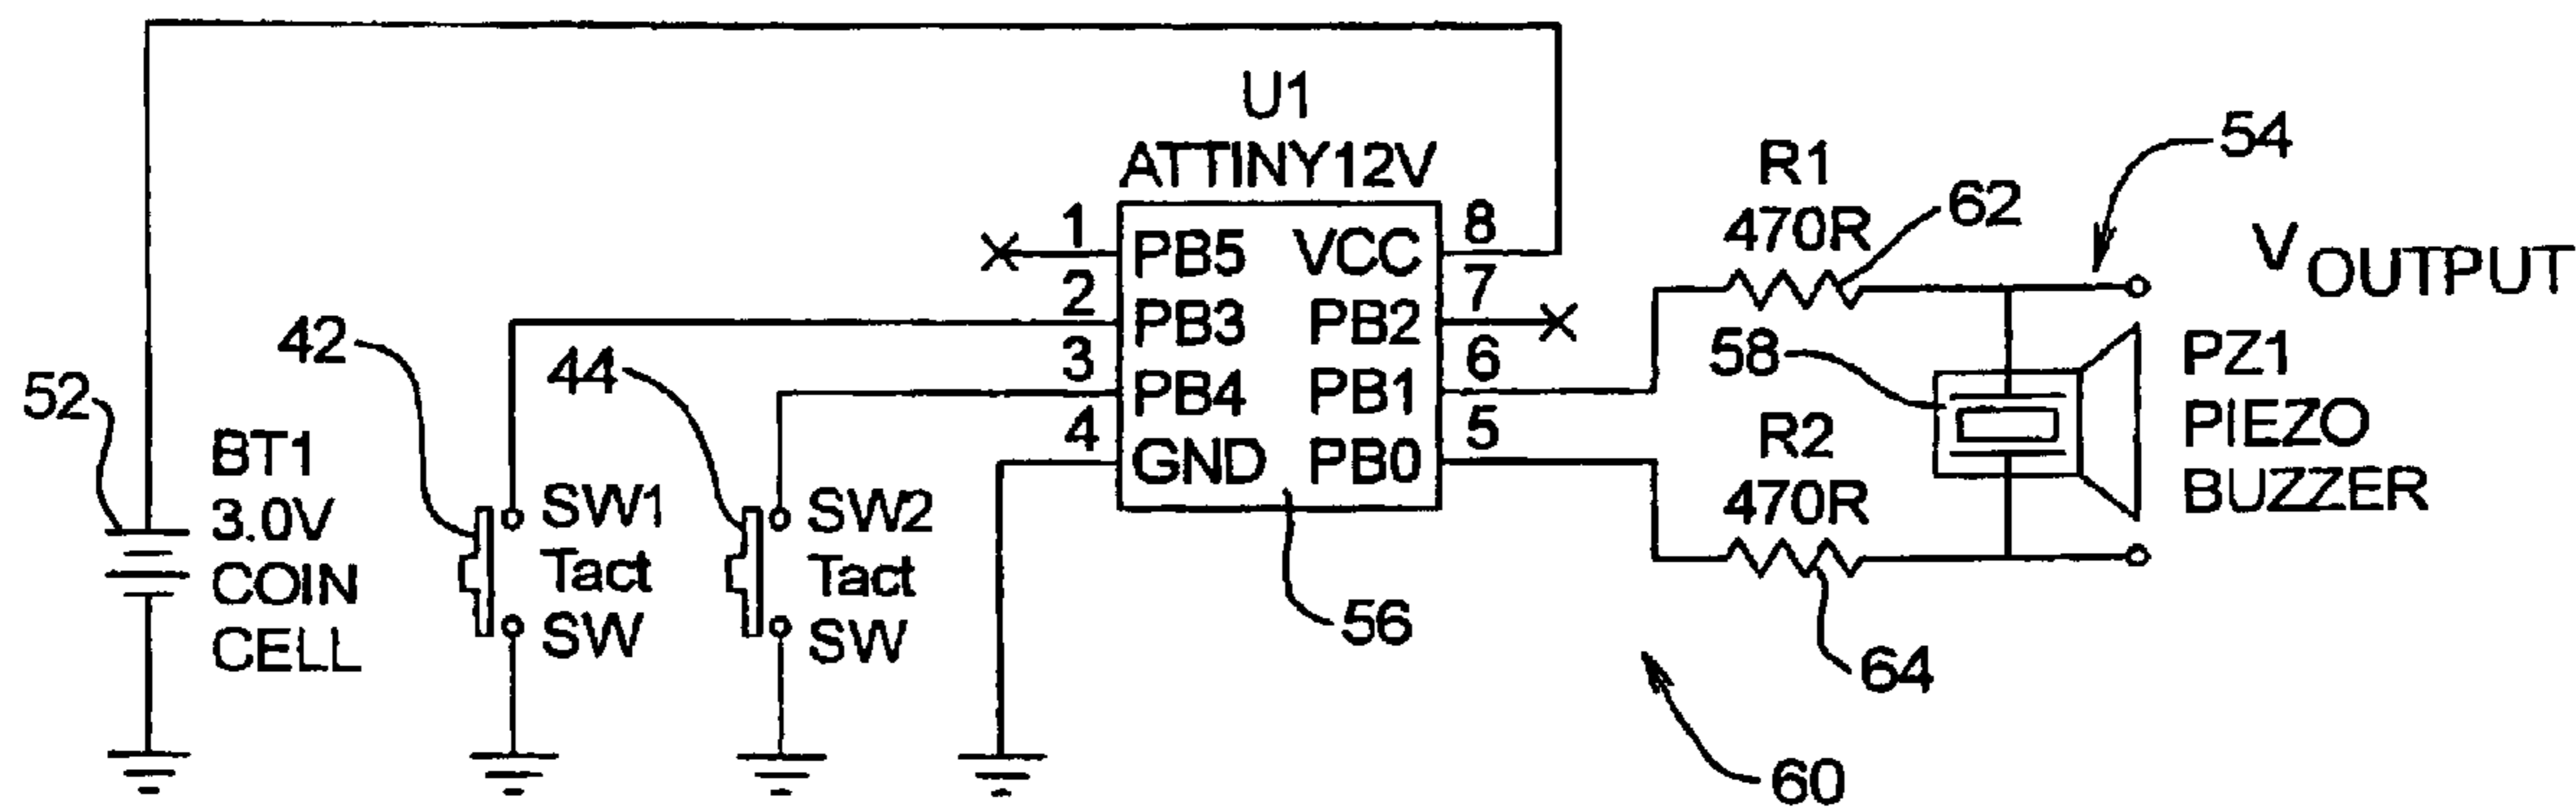 U1
ATTINY12V
1 PB5 VCC 8
2 PB3 PB2 7
3 PB4 PB1 6
4 GND PB0 5
52
BT1
3.0V
COIN
CELL
42
SW1
Tact
SW
44
SW2
Tact
SW
56
R1
470R
62
54
V OUTPUT
58
PZ1
PIEZO
BUZZER
R2
470R
64
60